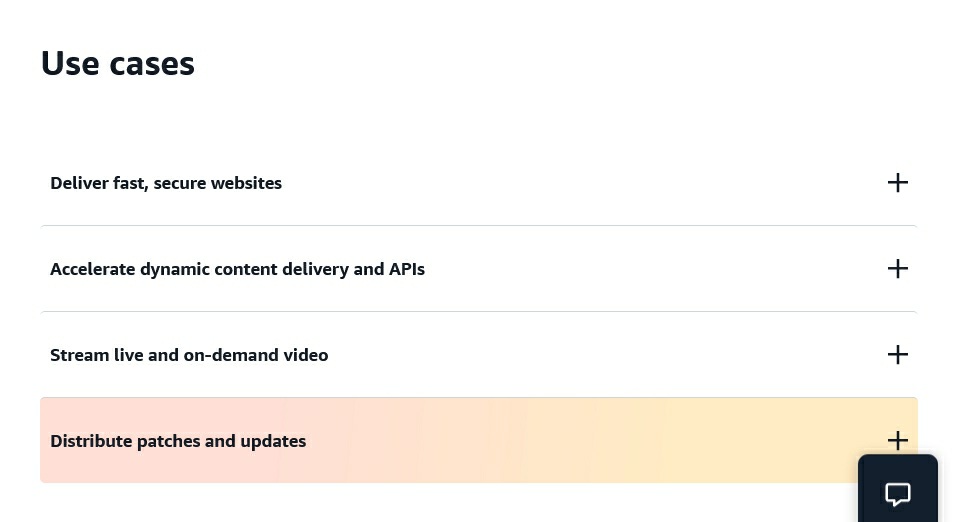 Use cases
Deliver fast, secure websites
Accelerate dynamic content delivery and APIs
Stream live and on-demand video
Distribute patches and updates